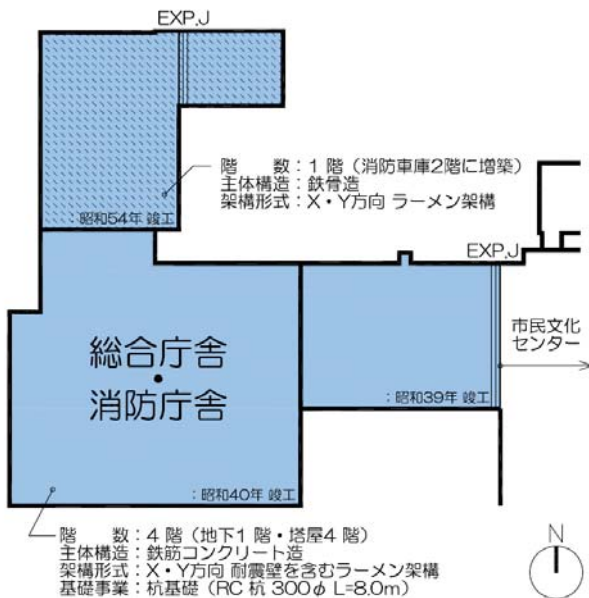 EXP.J
階　　数：1 階（消防車庫2階に増築）
主体構造：鉄骨造
架構形式：X・Y方向 ラーメン架構
：昭和54年 竣工
EXP.J
市民文化
センター
総合庁舎
・
消防庁舎
：昭和39年 竣工
：昭和40年 竣工
階　　数：4 階（地下1 階・塔屋4 階）
主体構造：鉄筋コンクリート造
架構形式：X・Y方向 耐震壁を含むラーメン架構
基礎事業：杭基礎（RC 杭 300φ L=8.0m）
N